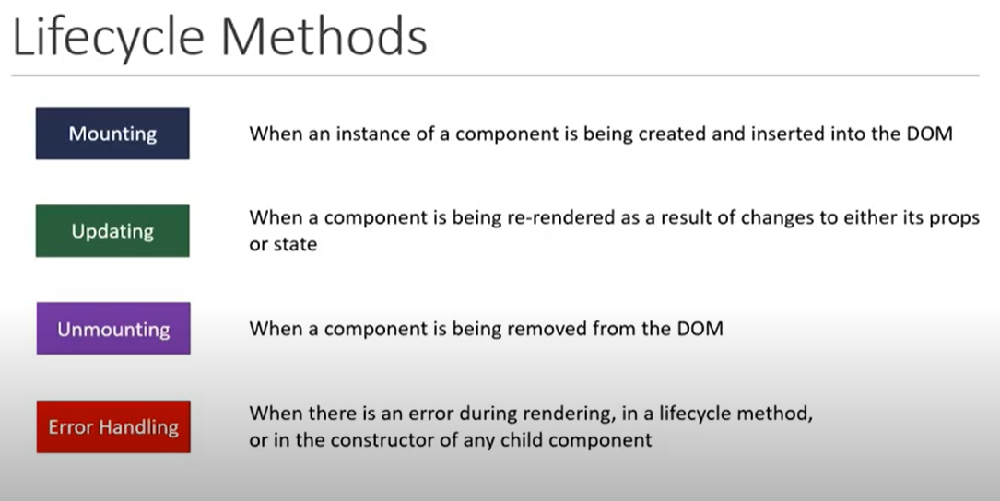 Lifecycle Methods
Mounting
When an instance of a component is being created and inserted into the DOM
Updating
When a component is being re-rendered as a result of changes to either its props
or state
Unmounting
When a component is being removed from the DOM
Error Handling
When there is an error during rendering, in a lifecycle method,
or in the constructor of any child component